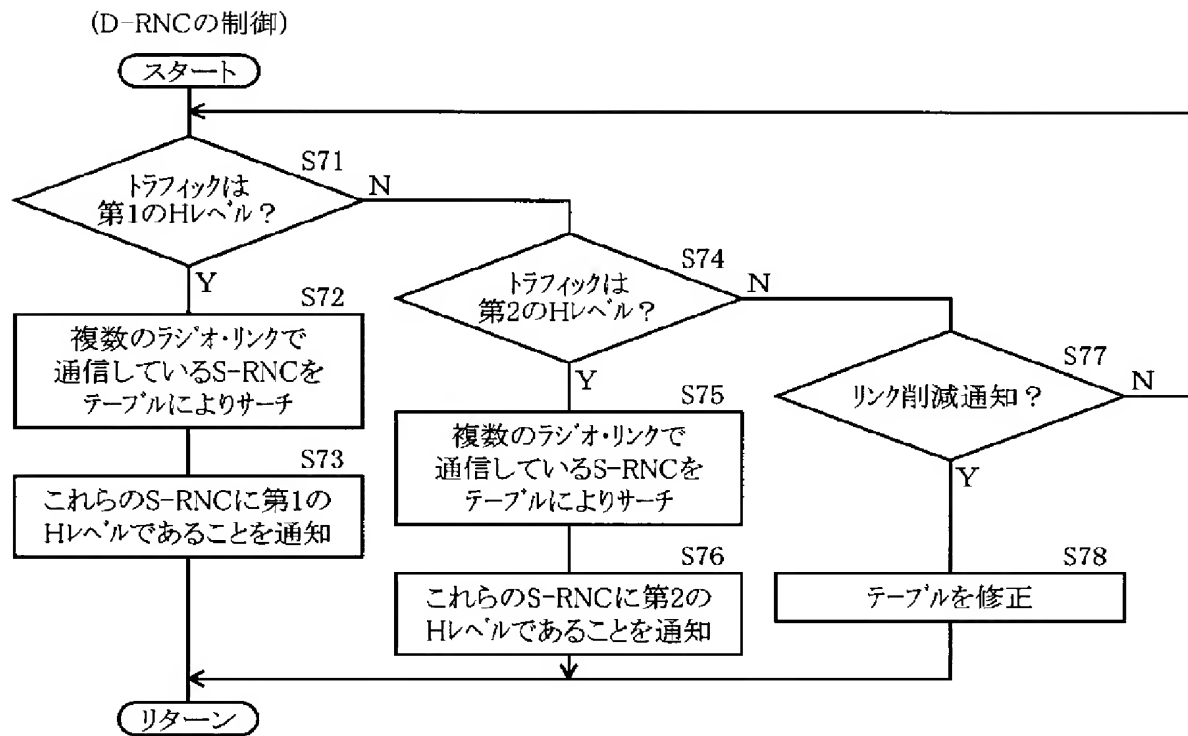 (D-RNCの制御)
スタート
S71
トラフィックは
第1のHレベル?
N
Y
S72
複数のラジオ・リンクで
通信しているS-RNCを
テーブルによりサーチ
S73
これらのS-RNCに第1の
Hレベルであることを通知
S74
トラフィックは
第2のHレベル?
N
Y
S75
複数のラジオ・リンクで
通信しているS-RNCを
テーブルによりサーチ
S76
これらのS-RNCに第2の
Hレベルであることを通知
S77
リンク削減通知?
N
Y
S78
テーブルを修正
リターン